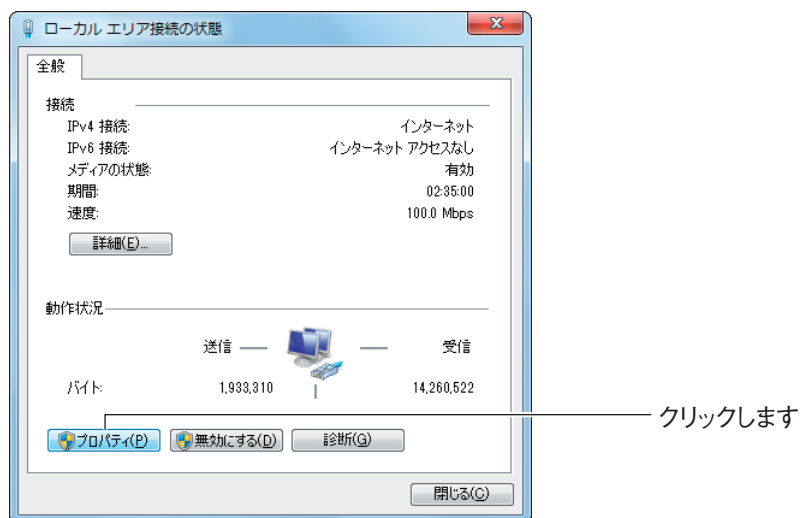 ローカル エリア接続の状態
全般
接続
IPv4 接続: インターネット
IPv6 接続: インターネット アクセスなし
メディアの状態: 有効
期間: 02:35:00
速度: 100.0 Mbps
詳細(E)...
動作状況
送信 受信
バイト: 1,933,310 14,260,522
プロパティ(P) 無効にする(D) 診断(G)
クリックします
閉じる(C)